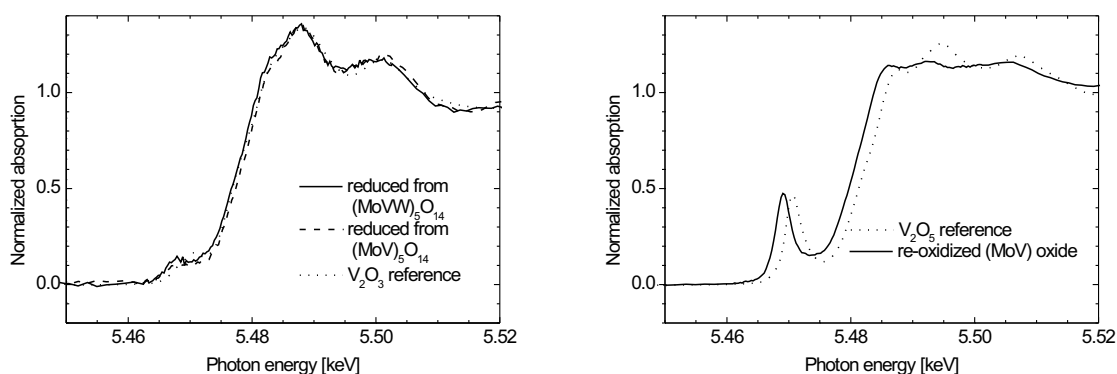 Normalized absoprtion
1.0
0.5
0.0
reduced from
(MoVW)5O14
reduced from
(MoV)5O14
V2O3 reference
5.46
5.48
5.50
5.52
Photon energy [keV]
Normalized absorption
1.0
0.5
0.0
V2O5 reference
re-oxidized (MoV) oxide
5.46
5.48
5.50
5.52
Photon energy [keV]